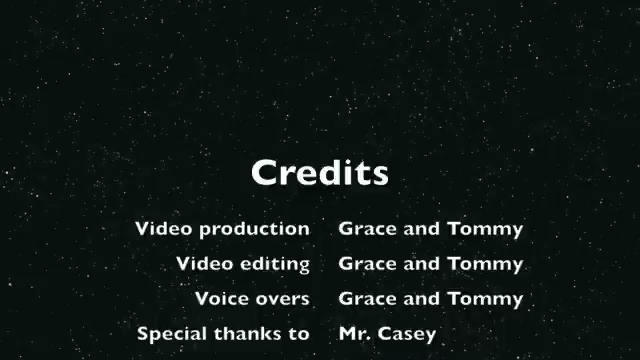 Credits
Video production Grace and Tommy
Video editing Grace and Tommy
Voice overs Grace and Tommy
Special thanks to Mr. Casey